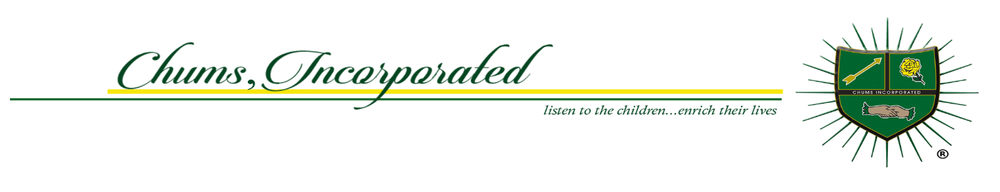 Chums, Incorporated
listen to the children...enrich their lives
CHUMS INCORPORATED
®